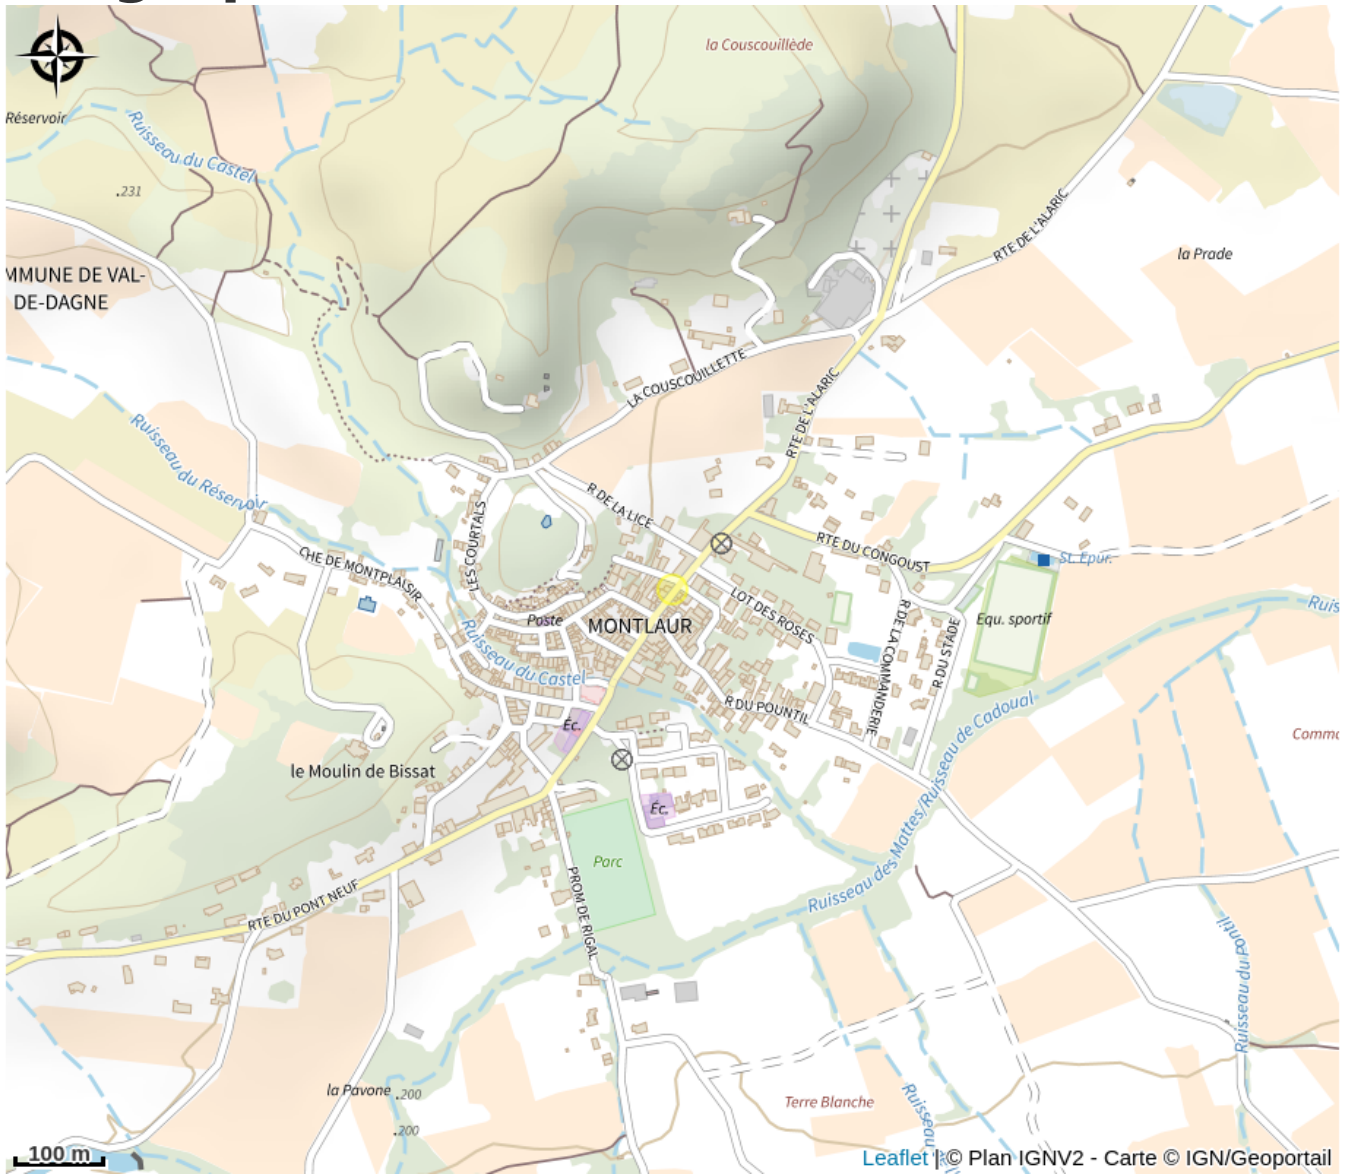 la Couscouillède
Réservoir
Ruisseau du Castel
.231
RTE DE L'ALARIC
la Prade
MMUNE DE VAL-
DE-DAGNE
LA COUSCOUILLETTE
RTE DE L'ALARIC
Ruisseau du Réservoir
R DE LA LICE
LES COURTALS
RTE DU CONGOUST
St. Epur.
CHE DE MONTPLAISIR
LOT DES ROSES
Poste
MONTLAUR
Equ. sportif
Ruis
R DE LA COMMANDERIE
R DU STADE
Ruisseau du Castel
R DU POUNTIL
Éc.
Comm
le Moulin de Bissat
Éc.
Ruisseau des Mattes/Ruisseau de Cadoual
Parc
PROM DE RIGAL
RTE DU PONT NEUF
Ruisseau du Pontil
la Pavone
.200
Terre Blanche
Ruisseau
.200
100 m
Leaflet | © Plan IGNV2 - Carte © IGN/Geoportail